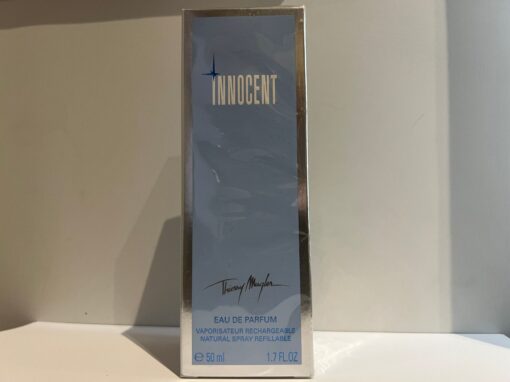 INNOCENT
Thierry Mugler
EAU DE PARFUM
VAPORISATEUR RECHARGEABLE
NATURAL SPRAY REFILLABLE
℮ 50 ml 1.7 FL.OZ